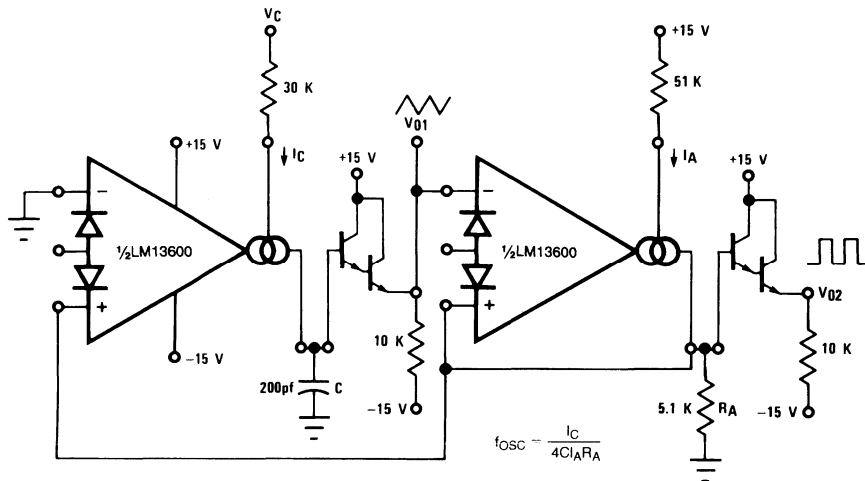 VC
+15 V
30 K
51 K
V01
+15 V
IC
+15 V
IA
+15 V
−
½LM13600
+
−
½LM13600
+
V02
−15 V
10 K
10 K
200pf
C
−15 V
5.1 K
RA
−15 V
fOSC − IC
4CIARA